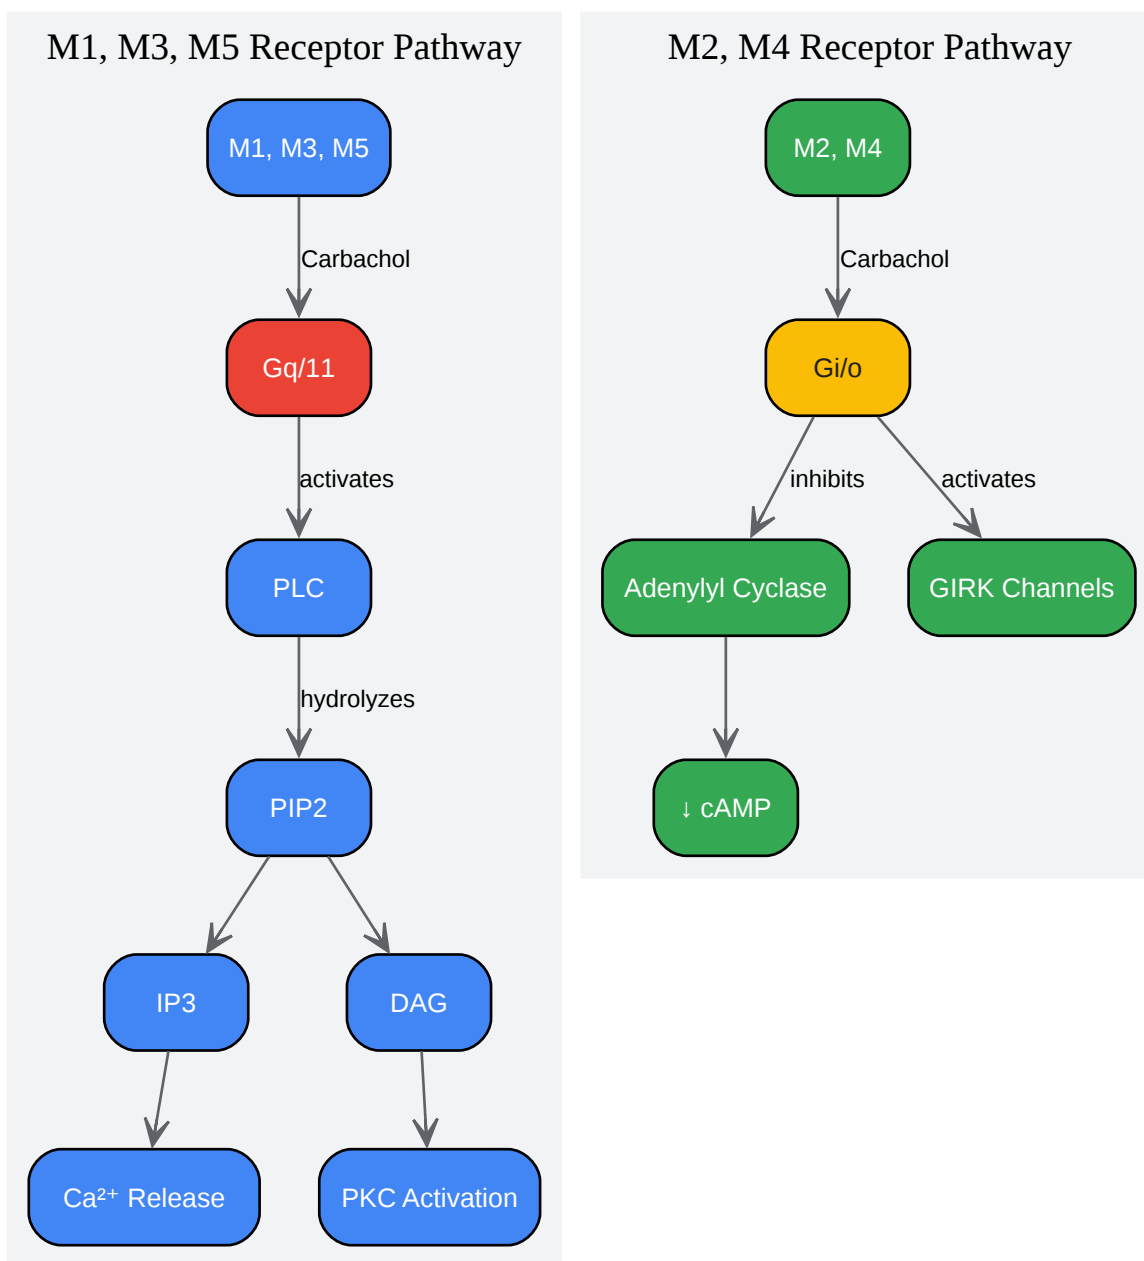 M1, M3, M5 Receptor Pathway
M1, M3, M5
Carbachol
Gq/11
activates
PLC
hydrolyzes
PIP2
IP3
DAG
Ca²⁺ Release
PKC Activation
M2, M4 Receptor Pathway
M2, M4
Carbachol
Gi/o
inhibits
activates
Adenylyl Cyclase
GIRK Channels
↓ cAMP